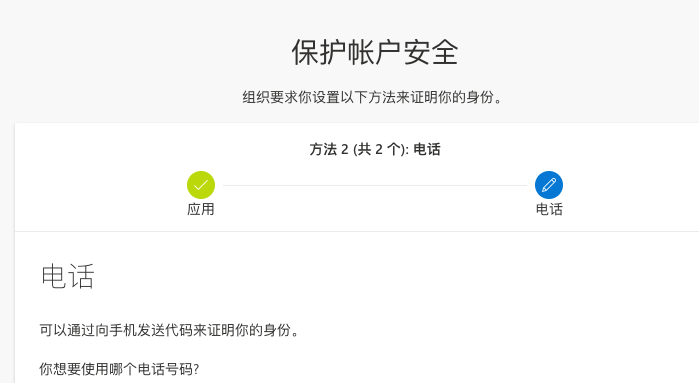 保护帐户安全
组织要求你设置以下方法来证明你的身份。
方法 2 (共 2 个): 电话
应用
电话
电话
可以通过向手机发送代码来证明你的身份。
你想要使用哪个电话号码?